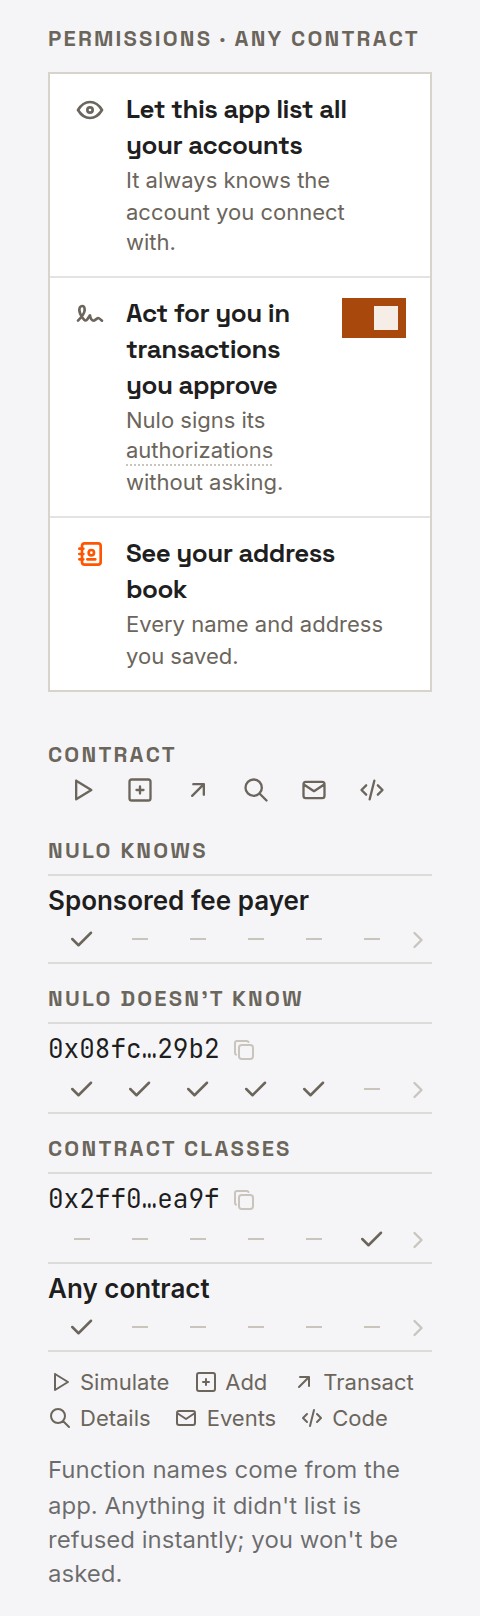 PERMISSIONS · ANY CONTRACT
Let this app list all
your accounts
It always knows the
account you connect
with.
Act for you in
transactions
you approve
Nulo signs its
authorizations
without asking.
See your address
book
Every name and address
you saved.
CONTRACT
NULO KNOWS
Sponsored fee payer
NULO DOESN’T KNOW
0x08fc…29b2
CONTRACT CLASSES
0x2ff0…ea9f
Any contract
Simulate Add Transact
Details Events Code
Function names come from the
app. Anything it didn't list is
refused instantly; you won't be
asked.